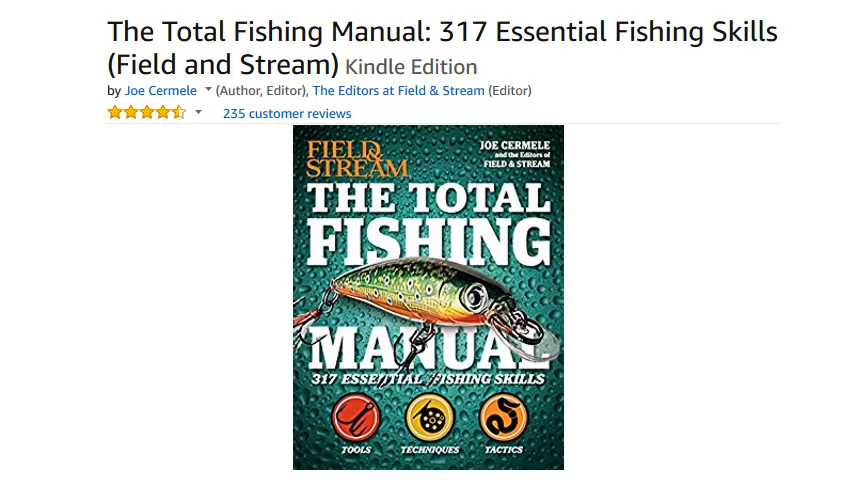 The Total Fishing Manual: 317 Essential Fishing Skills
(Field and Stream) Kindle Edition
by Joe Cermele (Author, Editor), The Editors at Field & Stream (Editor)
235 customer reviews
FIELD &
STREAM
JOE CERMELE
and the Editors of
FIELD & STREAM
THE TOTAL
FISHING
MANUAL
317 ESSENTIAL FISHING SKILLS
TOOLS TECHNIQUES TACTICS